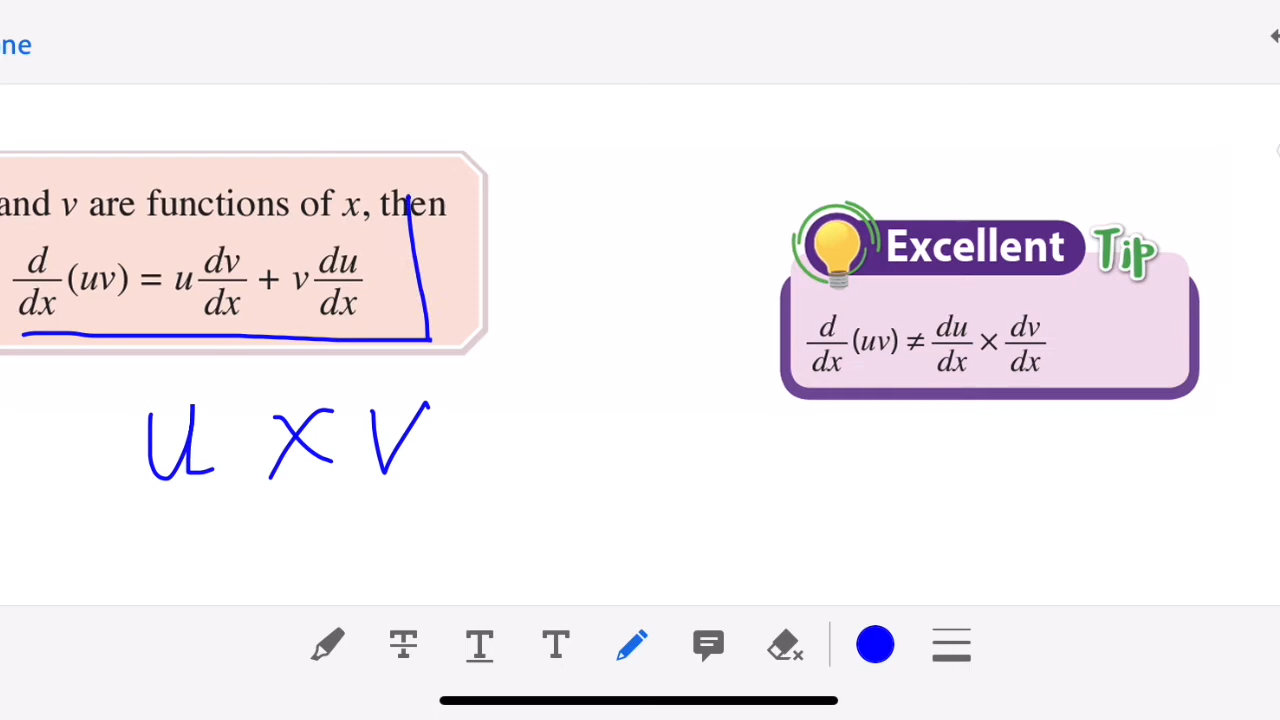 ne
and v are functions of x, then
d/dx (uv) = u dv/dx + v du/dx
u x v
Excellent Tip
d/dx (uv) ≠ du/dx × dv/dx
T T T